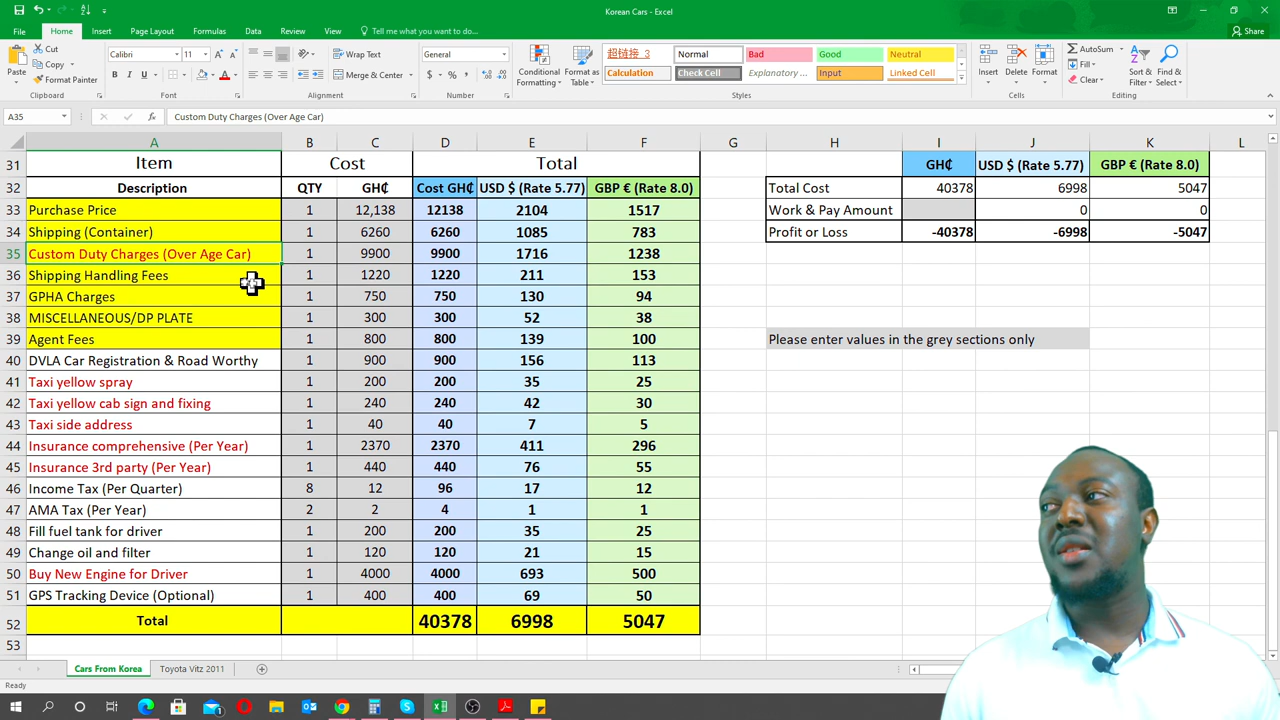 Korean Cars - Excel
File Home Insert Page Layout Formulas Data Review View Tell me what you want to do... Share
Paste Cut Copy Format Painter Clipboard
Calibri 11 B I U Font
Wrap Text Merge & Center Alignment
General $ % , Number
Conditional Formatting Format as Table
超链接 3 Normal Bad Good Neutral
Calculation Check Cell Explanatory ... Input Linked Cell
Styles
Insert Delete Format Cells
AutoSum Fill Clear Sort & Filter Find & Select Editing
A35 fx Custom Duty Charges (Over Age Car)
A B C D E F G H I J K L
31 Item Cost Total GH₵ USD $ (Rate 5.77) GBP € (Rate 8.0)
32 Description QTY GH₵ Cost GH₵ USD $ (Rate 5.77) GBP € (Rate 8.0) Total Cost 40378 6998 5047
33 Purchase Price 1 12,138 12138 2104 1517 Work & Pay Amount 0 0
34 Shipping (Container) 1 6260 6260 1085 783 Profit or Loss -40378 -6998 -5047
35 Custom Duty Charges (Over Age Car) 1 9900 9900 1716 1238
36 Shipping Handling Fees 1 1220 1220 211 153
37 GPHA Charges 1 750 750 130 94
38 MISCELLANEOUS/DP PLATE 1 300 300 52 38
39 Agent Fees 1 800 800 139 100 Please enter values in the grey sections only
40 DVLA Car Registration & Road Worthy 1 900 900 156 113
41 Taxi yellow spray 1 200 200 35 25
42 Taxi yellow cab sign and fixing 1 240 240 42 30
43 Taxi side address 1 40 40 7 5
44 Insurance comprehensive (Per Year) 1 2370 2370 411 296
45 Insurance 3rd party (Per Year) 1 440 440 76 55
46 Income Tax (Per Quarter) 8 12 96 17 12
47 AMA Tax (Per Year) 2 2 4 1 1
48 Fill fuel tank for driver 1 200 200 35 25
49 Change oil and filter 1 120 120 21 15
50 Buy New Engine for Driver 1 4000 4000 693 500
51 GPS Tracking Device (Optional) 1 400 400 69 50
52 Total 40378 6998 5047
53
Cars From Korea Toyota Vitz 2011
Ready